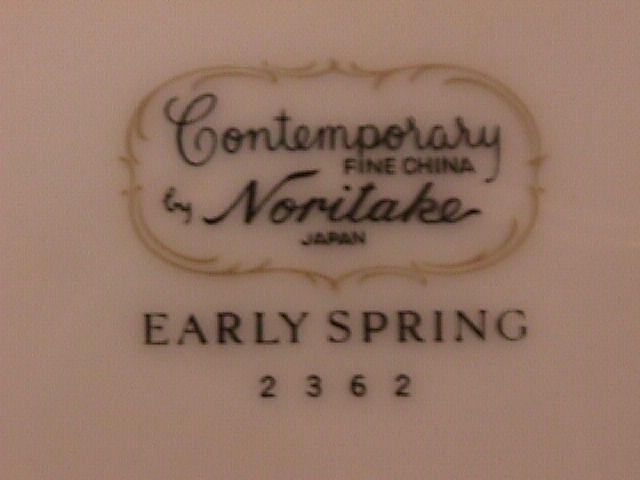 Contemporary
FINE CHINA
by Noritake
JAPAN
EARLY SPRING
2362